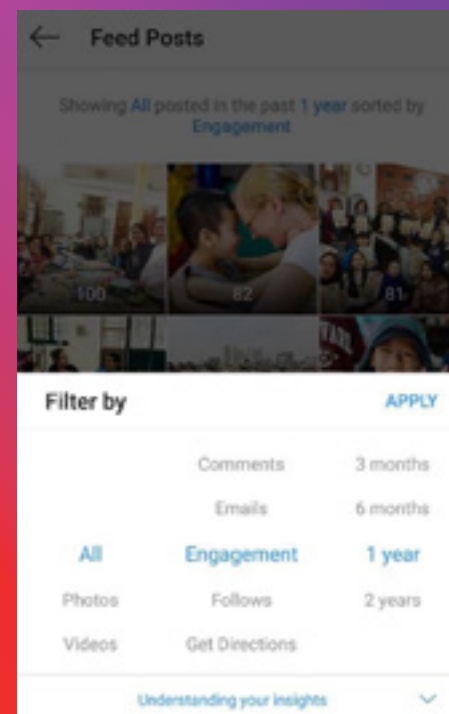 Feed Posts
Showing All posted in the past 1 year sorted by
Engagement
100 82 81
Filter by APPLY
Comments 3 months
Emails 6 months
All Engagement 1 year
Photos Follows 2 years
Videos Get Directions
Understanding your insights